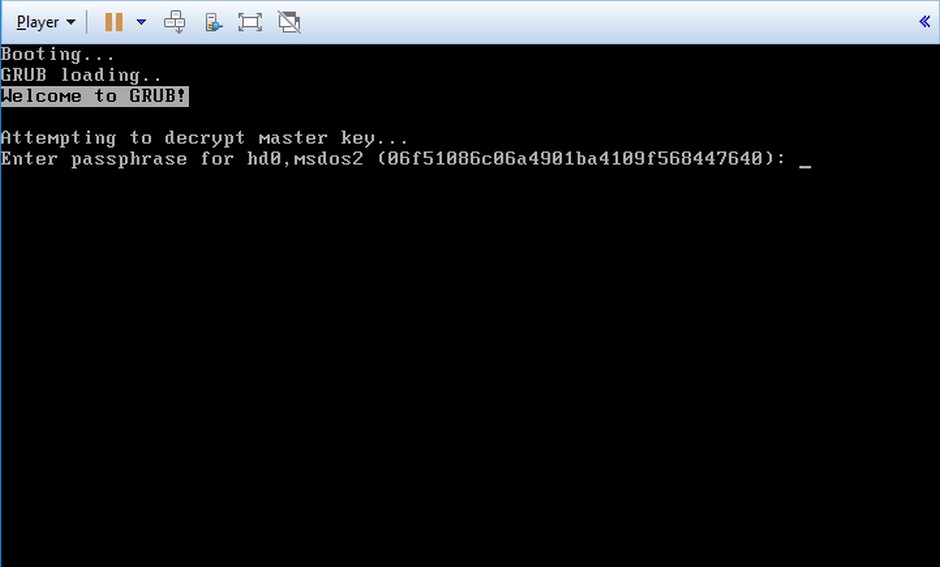 Player
Booting...
GRUB loading..
Welcome to GRUB!
Attempting to decrypt master key...
Enter passphrase for hd0,msdos2 (06f51086c06a4901ba4109f568447640): _